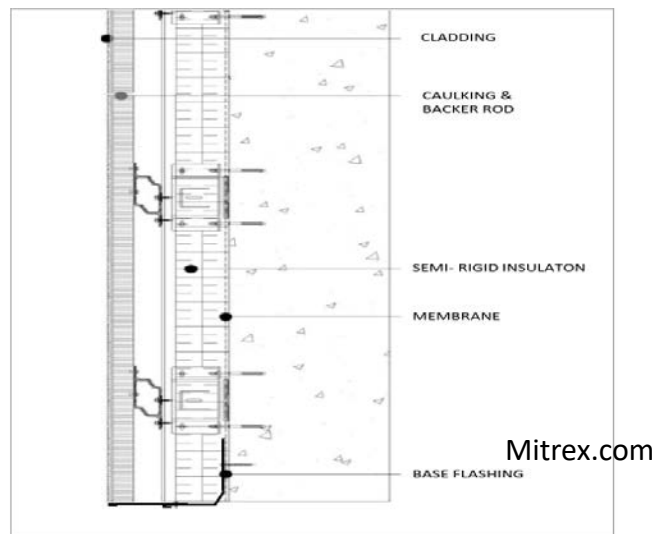 CLADDING
CAULKING &
BACKER ROD
SEMI- RIGID INSULATON
MEMBRANE
Mitrex.com
BASE FLASHING